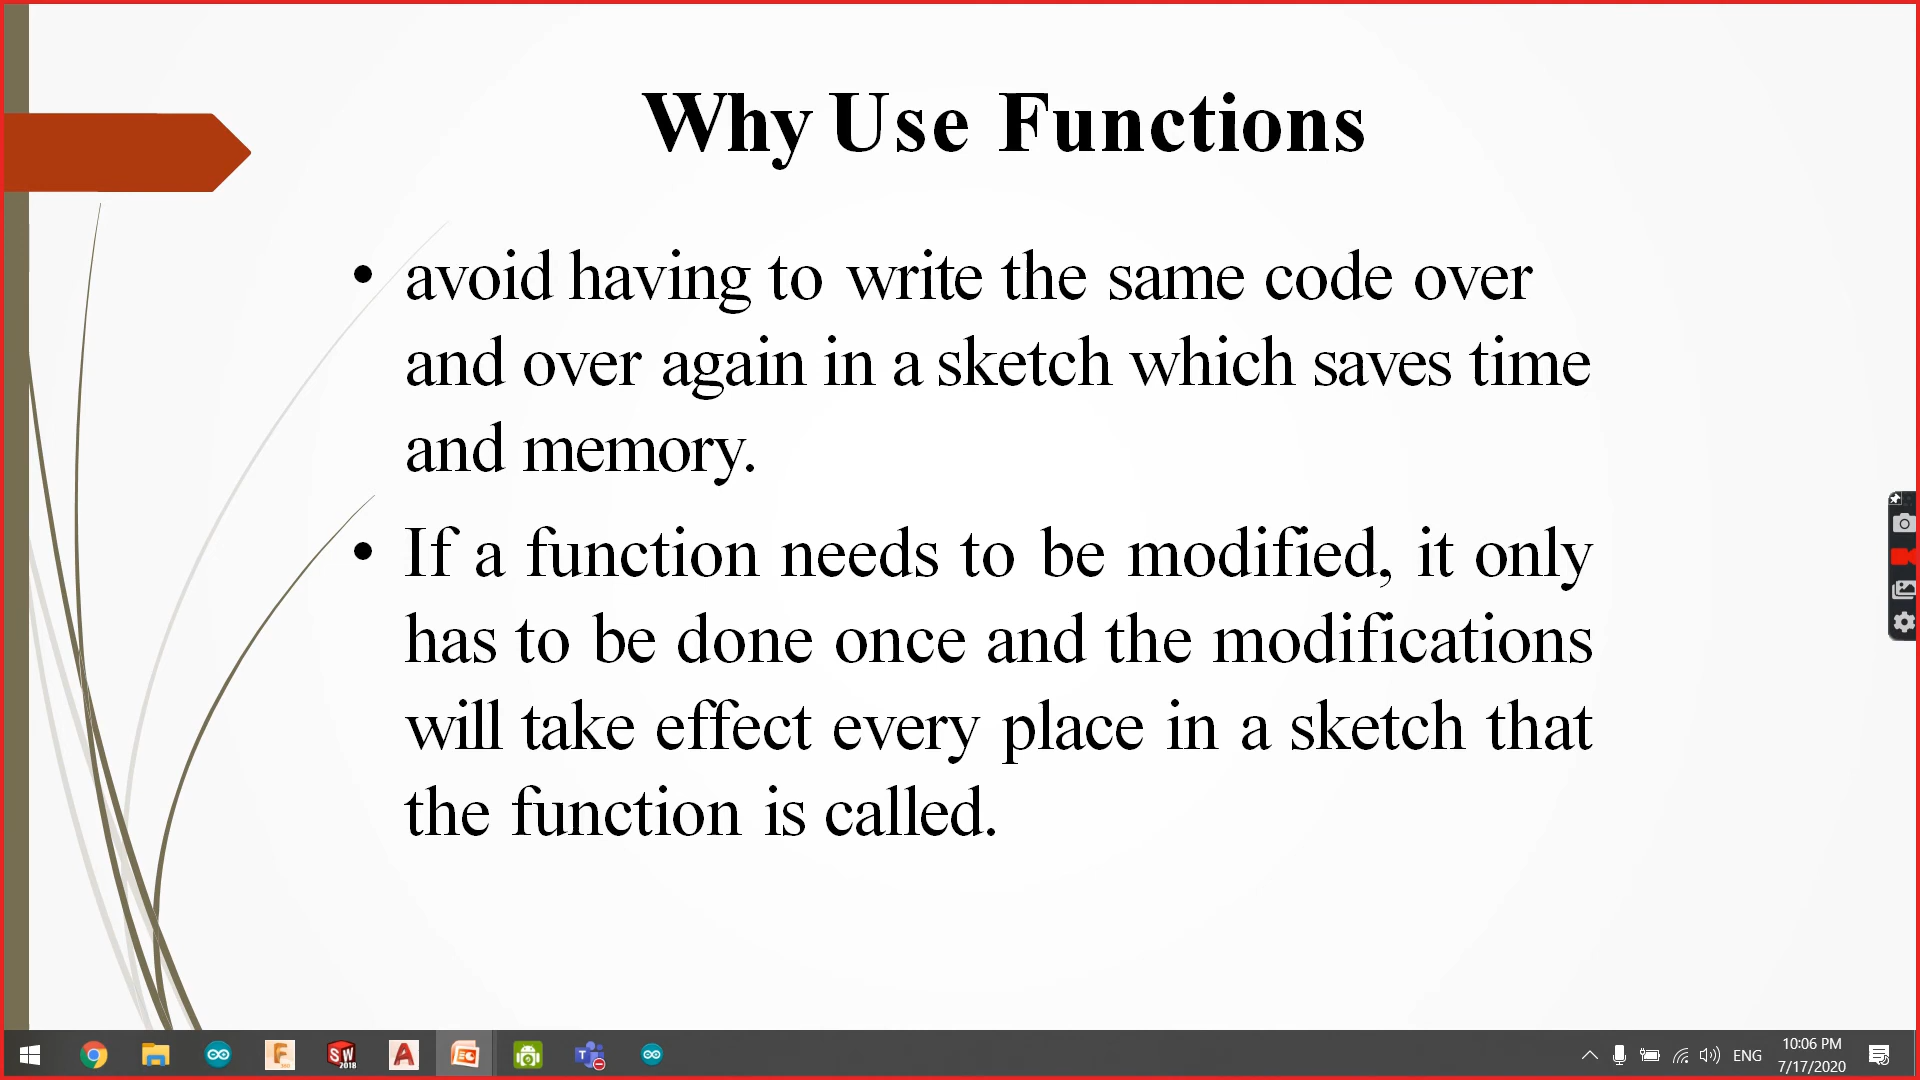 Why Use Functions
• avoid having to write the same code over
and over again in a sketch which saves time
and memory.
• If a function needs to be modified, it only
has to be done once and the modifications
will take effect every place in a sketch that
the function is called.
SW
2018
A
T
ENG
10:06 PM
7/17/2020